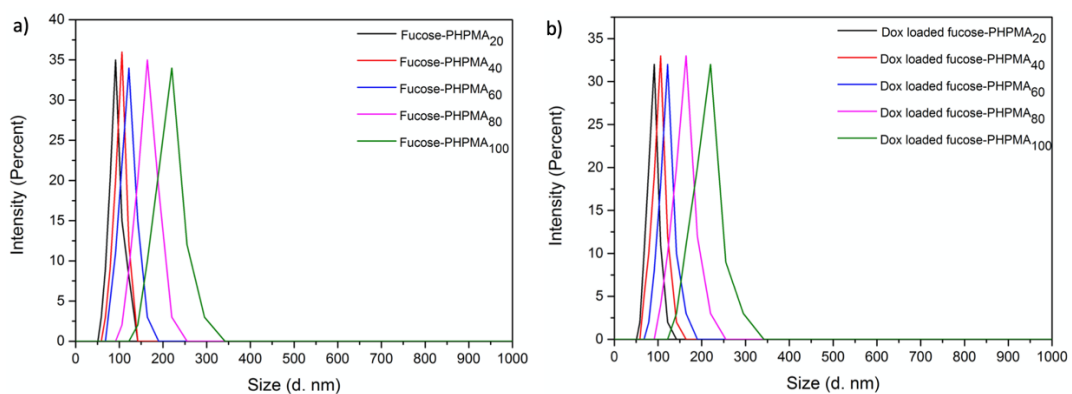 a)
40
35
30
25
20
15
10
5
0
Intensity (Percent)
Fucose-PHPMA20
Fucose-PHPMA40
Fucose-PHPMA60
Fucose-PHPMA80
Fucose-PHPMA100
0 100 200 300 400 500 600 700 800 900 1000
Size (d. nm)
b)
35
30
25
20
15
10
5
0
Intensity (Percent)
Dox loaded fucose-PHPMA20
Dox loaded fucose-PHPMA40
Dox loaded fucose-PHPMA60
Dox loaded fucose-PHPMA80
Dox loaded fucose-PHPMA100
0 100 200 300 400 500 600 700 800 900 1000
Size (d. nm)